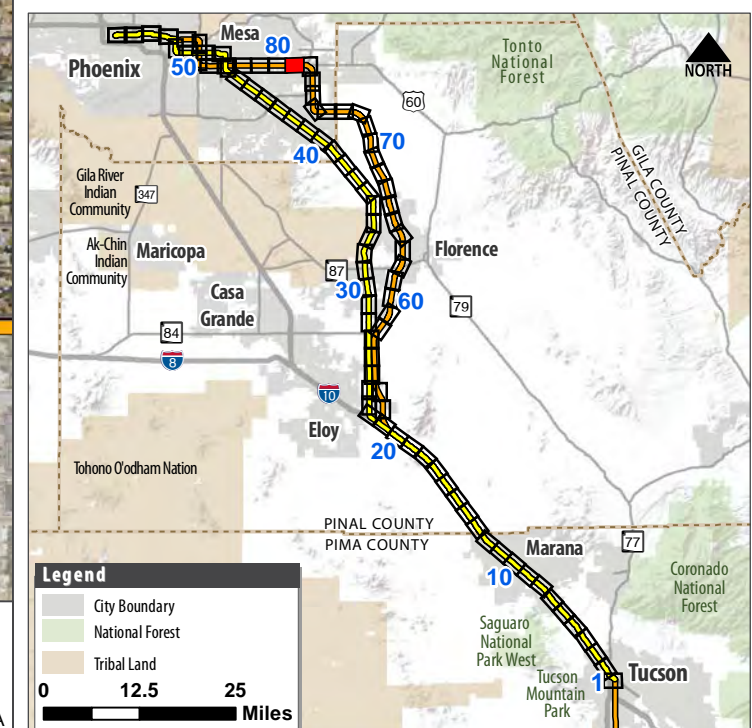 Mesa
80
Tonto
National
Forest
NORTH
Phoenix
50
60
70
40
GILA COUNTY
PINAL COUNTY
Gila River
Indian
Community
347
Ak-Chin
Indian
Community
Maricopa
Florence
87
30
60
Casa
Grande
79
84
8
10
Eloy
20
Tohono O'odham Nation
PINAL COUNTY
PIMA COUNTY
Marana
77
10
Coronado
National
Forest
Saguaro
National
Park West
Tucson
Mountain
Park
1
Tucson
Legend
City Boundary
National Forest
Tribal Land
0 12.5 25
Miles
A